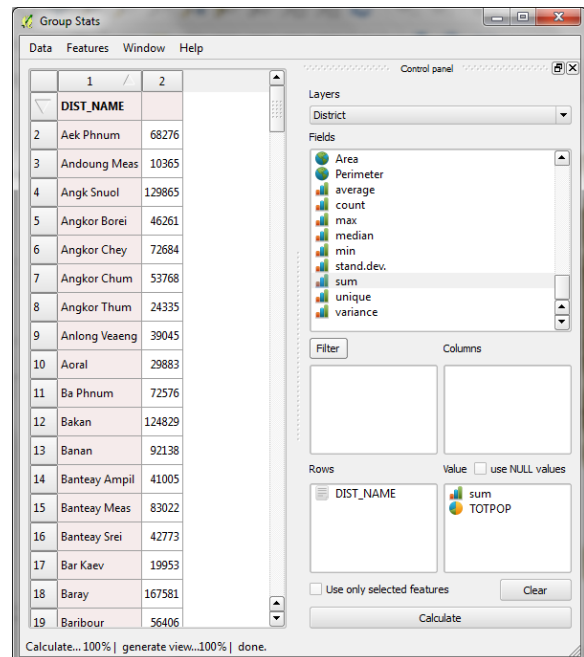 Group Stats
Data Features Window Help
1 2
DIST_NAME
2 Aek Phnum 68276
3 Andoung Meas 10365
4 Angk Snuol 129865
5 Angkor Borei 46261
6 Angkor Chey 72684
7 Angkor Chum 53768
8 Angkor Thum 24335
9 Anlong Veaeng 39045
10 Aoral 29883
11 Ba Phnum 72576
12 Bakan 124829
13 Banan 92138
14 Banteay Ampil 41005
15 Banteay Meas 83022
16 Banteay Srei 42773
17 Bar Kaev 19953
18 Baray 167581
19 Baribour 56406
Control panel
Layers
District
Fields
Area
Perimeter
average
count
max
median
min
stand.dev.
sum
unique
variance
Filter Columns
Rows Value use NULL values
DIST_NAME sum
TOTPOP
Use only selected features Clear
Calculate
Calculate... 100% | generate view...100% | done.